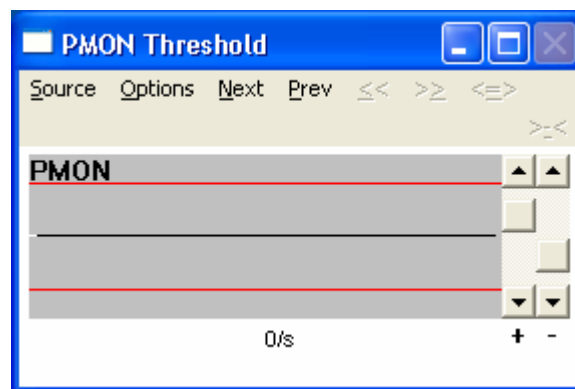 PMON Threshold
Source Options Next Prev << >> <=>
>-<
PMON
0/s + -